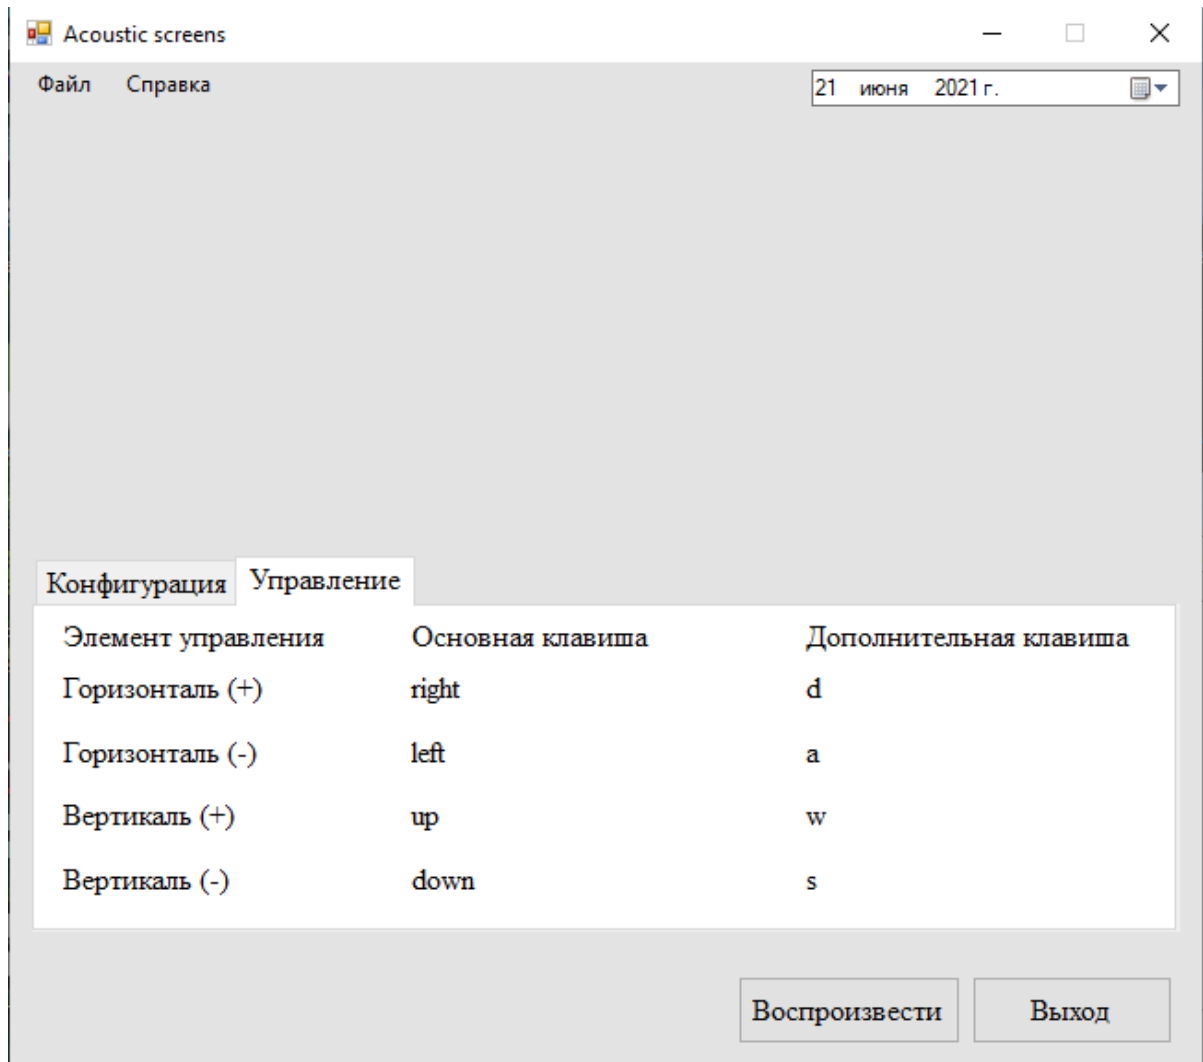 Acoustic screens
Файл Справка 21 июня 2021 г.
Конфигурация Управление
Элемент управления Основная клавиша Дополнительная клавиша
Горизонталь (+) right d
Горизонталь (-) left a
Вертикаль (+) up w
Вертикаль (-) down s
Воспроизвести Выход